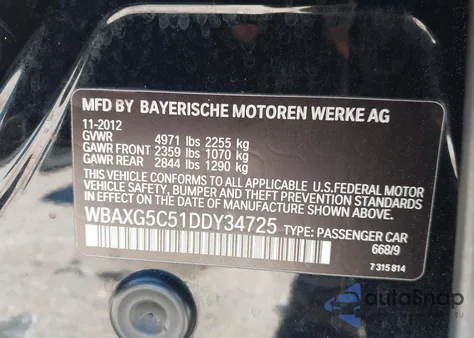 MFD BY BAYERISCHE MOTOREN WERKE AG
11-2012
GVWR 4971 lbs 2255 kg
GAWR FRONT 2359 lbs 1070 kg
GAWR REAR 2844 lbs 1290 kg
THIS VEHICLE CONFORMS TO ALL APPLICABLE U.S.FEDERAL MOTOR
VEHICLE SAFETY, BUMPER AND THEFT PREVENTION STANDARDS
IN EFFECT ON THE DATE OF MANUFACTURE SHOWN ABOVE.
WBAXG5C51DDY34725 TYPE: PASSENGER CAR
668/9
7 315 814
autoSnap